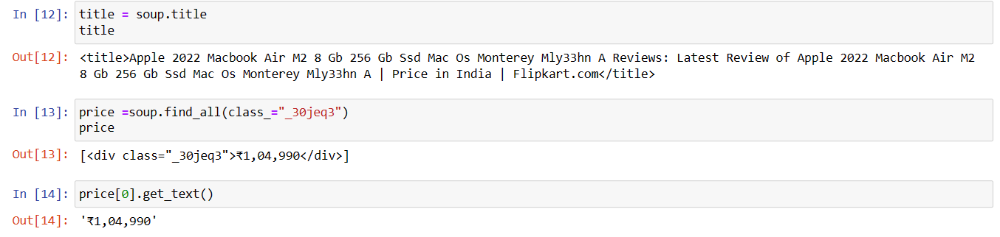 In [12]: title = soup.title
title
Out[12]: <title>Apple 2022 Macbook Air M2 8 Gb 256 Gb Ssd Mac Os Monterey Mly33hn A Reviews: Latest Review of Apple 2022 Macbook Air M2
8 Gb 256 Gb Ssd Mac Os Monterey Mly33hn A | Price in India | Flipkart.com</title>
In [13]: price =soup.find_all(class_="_30jeq3")
price
Out[13]: [<div class="_30jeq3">₹1,04,990</div>]
In [14]: price[0].get_text()
Out[14]: '₹1,04,990'